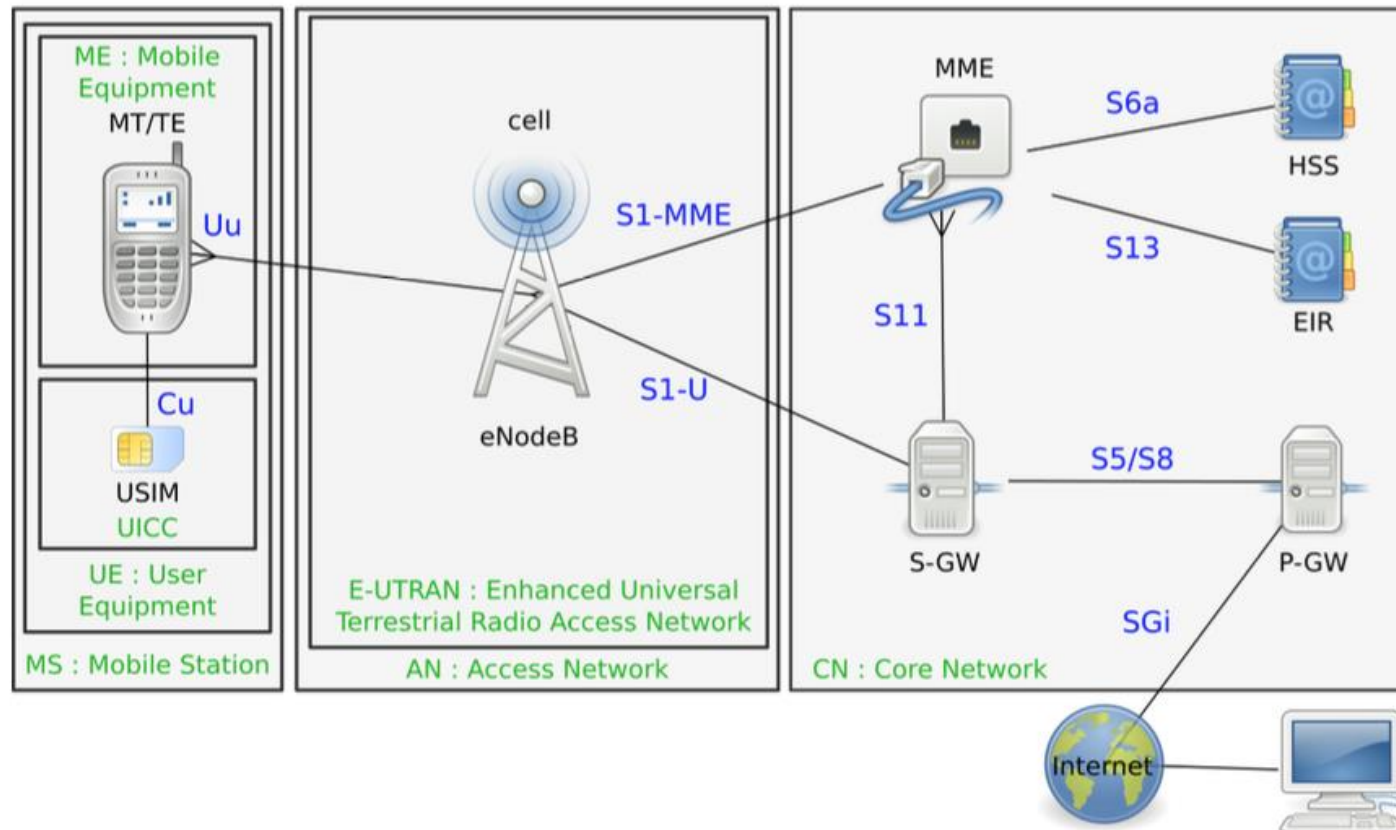 ME : Mobile
Equipment
MT/TE
Uu
Cu
USIM
UICC
UE : User
Equipment
MS : Mobile Station
cell
S1-MME
S1-U
eNodeB
E-UTRAN : Enhanced Universal
Terrestrial Radio Access Network
AN : Access Network
MME
S6a
HSS
S13
EIR
S11
S5/S8
S-GW
P-GW
SGi
CN : Core Network
Internet
@
@